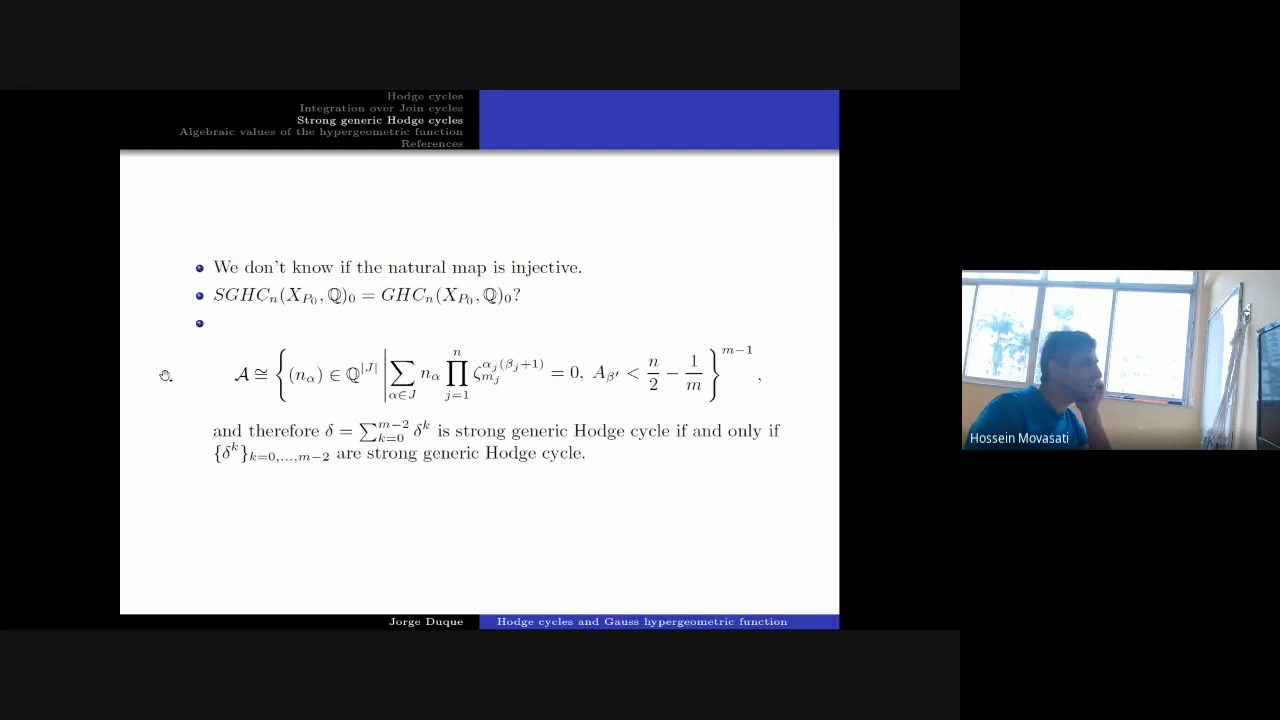 Hodge cycles
Integration over Join cycles
Strong generic Hodge cycles
Algebraic values of the hypergeometric function
References
We don't know if the natural map is injective.
SGHC_n(X_{P_0}, ℚ)_0 = GHC_n(X_{P_0}, ℚ)_0?
𝒜 ≅ { (n_α) ∈ ℚ^{|J|} | ∑_{α∈J} n_α ∏_{j=1}^{n} ζ_{m_j}^{α_j(β_j+1)} = 0, A_{β′} < n/2 − 1/m }^{m−1} ,
and therefore δ = ∑_{k=0}^{m−2} δ^k is strong generic Hodge cycle if and only if
{δ^k}_{k=0,...,m−2} are strong generic Hodge cycle.
Jorge Duque
Hodge cycles and Gauss hypergeometric function
Hossein Movasati